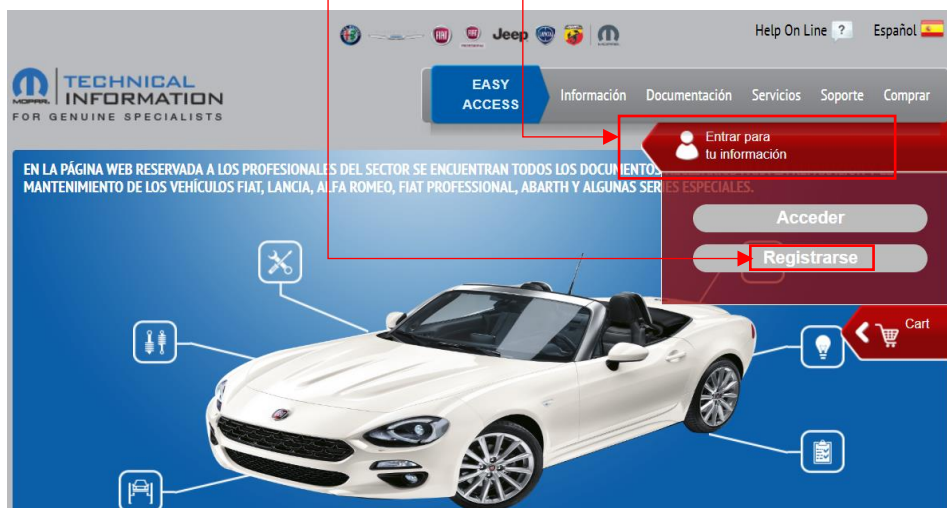 Jeep
Help On Line ?
Español
MOPAR.
TECHNICAL
INFORMATION
FOR GENUINE SPECIALISTS
EASY
ACCESS
Información
Documentación
Servicios
Soporte
Comprar
Entrar para
tu información
EN LA PÁGINA WEB RESERVADA A LOS PROFESIONALES DEL SECTOR SE ENCUENTRAN TODOS LOS DOCUMENTOS
MANTENIMIENTO DE LOS VEHÍCULOS FIAT, LANCIA, ALFA ROMEO, FIAT PROFESSIONAL, ABARTH Y ALGUNAS SERIES ESPECIALES.
Acceder
Registrarse
Cart